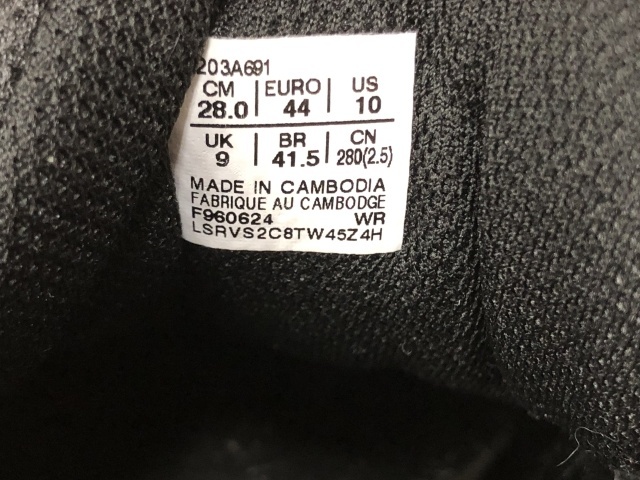 203A691
CM EURO US
28.0 44 10
UK BR CN
9 41.5 280(2.5)
MADE IN CAMBODIA
FABRIQUE AU CAMBODGE
F960624 WR
LSRVS2C8TW45Z4H